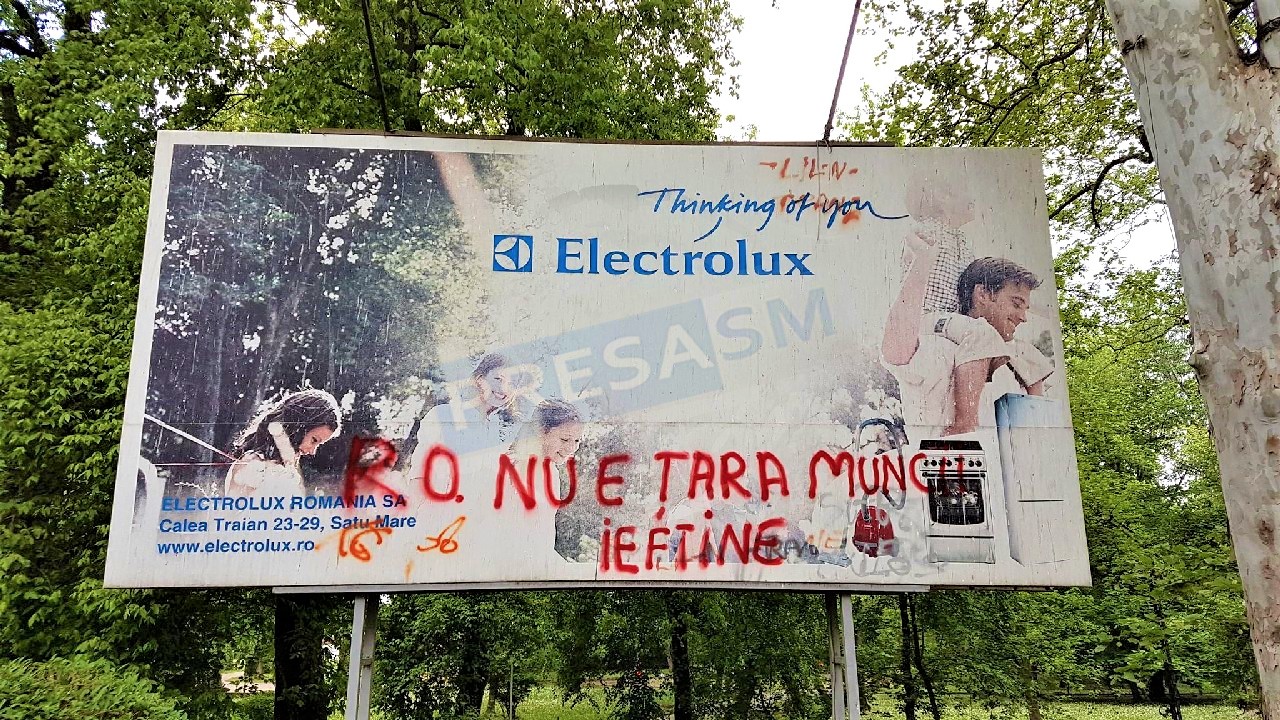 Thinking of you
Electrolux
PRESASM
R.O. NU E ȚARA MUNCII
IEFTINE
ELECTROLUX ROMANIA SA
Calea Traian 23-29, Satu Mare
www.electrolux.ro